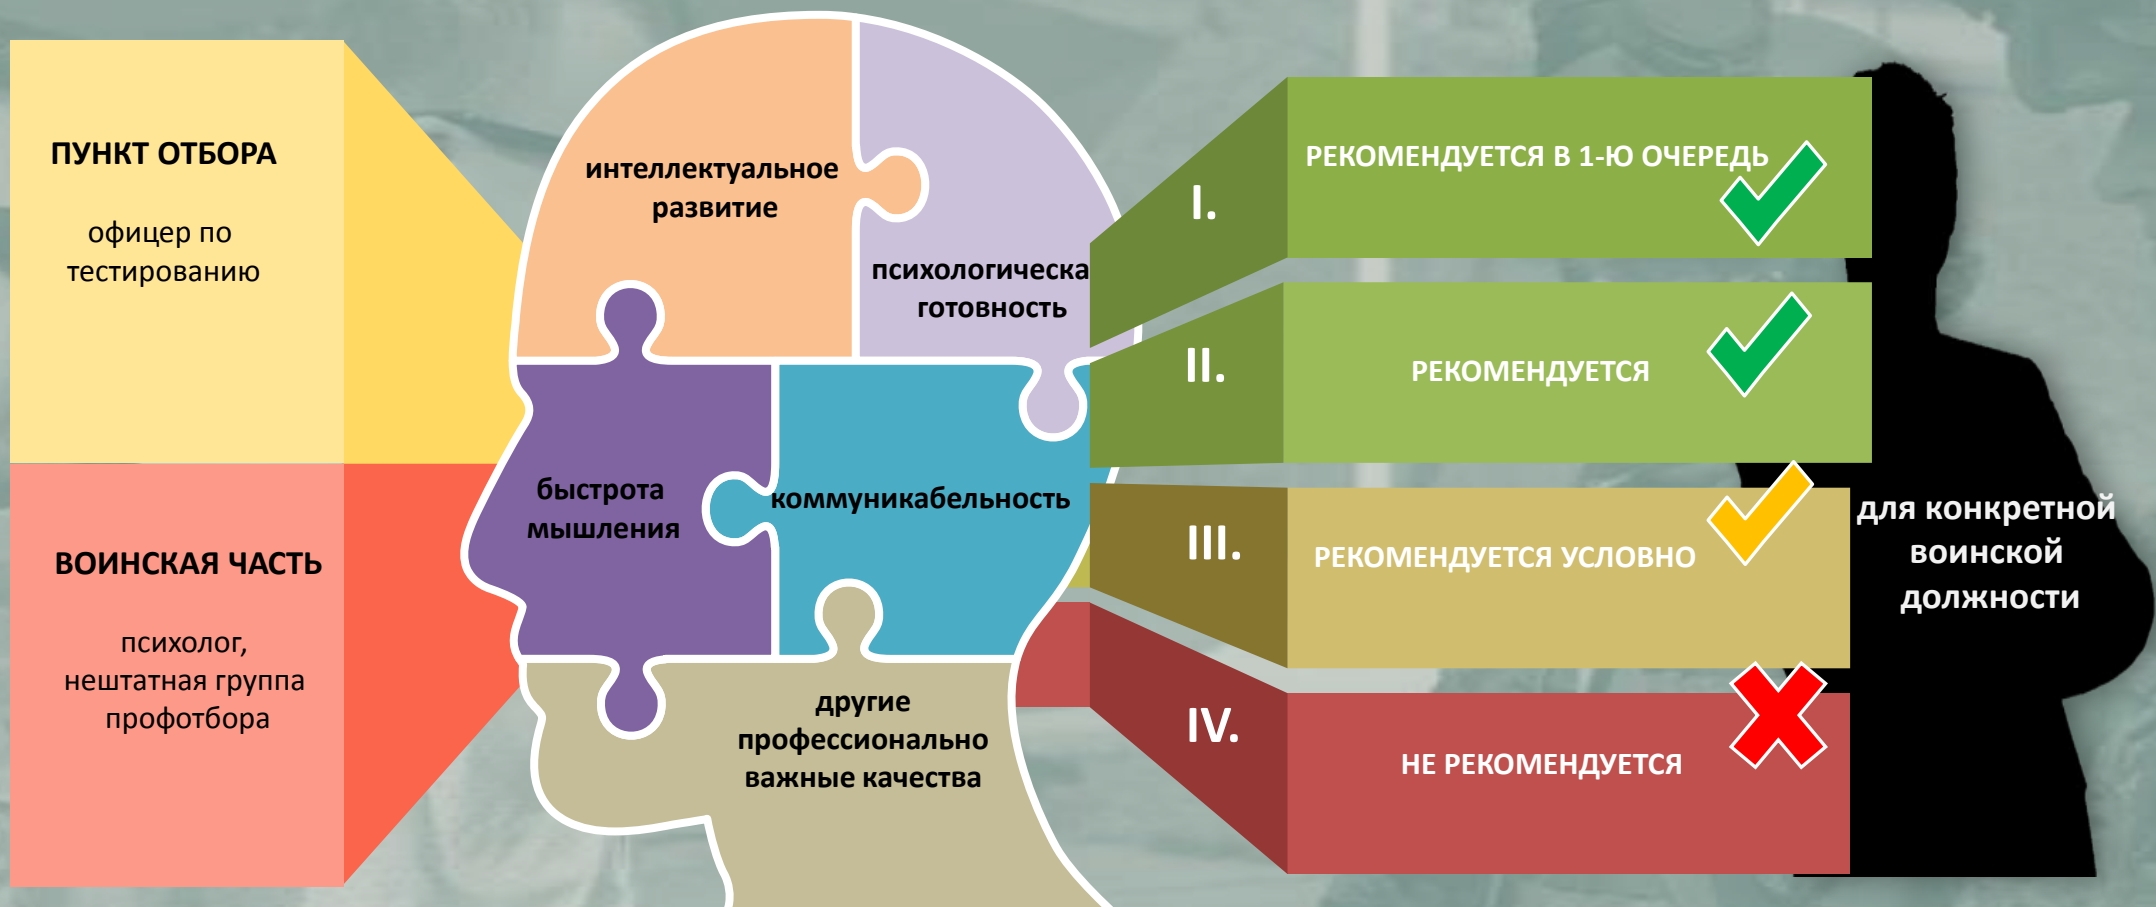 ПУНКТ ОТБОРА
офицер по
тестированию
ВОИНСКАЯ ЧАСТЬ
психолог,
нештатная группа
профотбора
интеллектуальное
развитие
психологическа
готовность
быстрота
мышления
коммуникабельность
другие
профессионально
важные качества
I.
РЕКОМЕНДУЕТСЯ В 1-Ю ОЧЕРЕДЬ
II.
РЕКОМЕНДУЕТСЯ
III.
РЕКОМЕНДУЕТСЯ УСЛОВНО
IV.
НЕ РЕКОМЕНДУЕТСЯ
для конкретной
воинской
должности